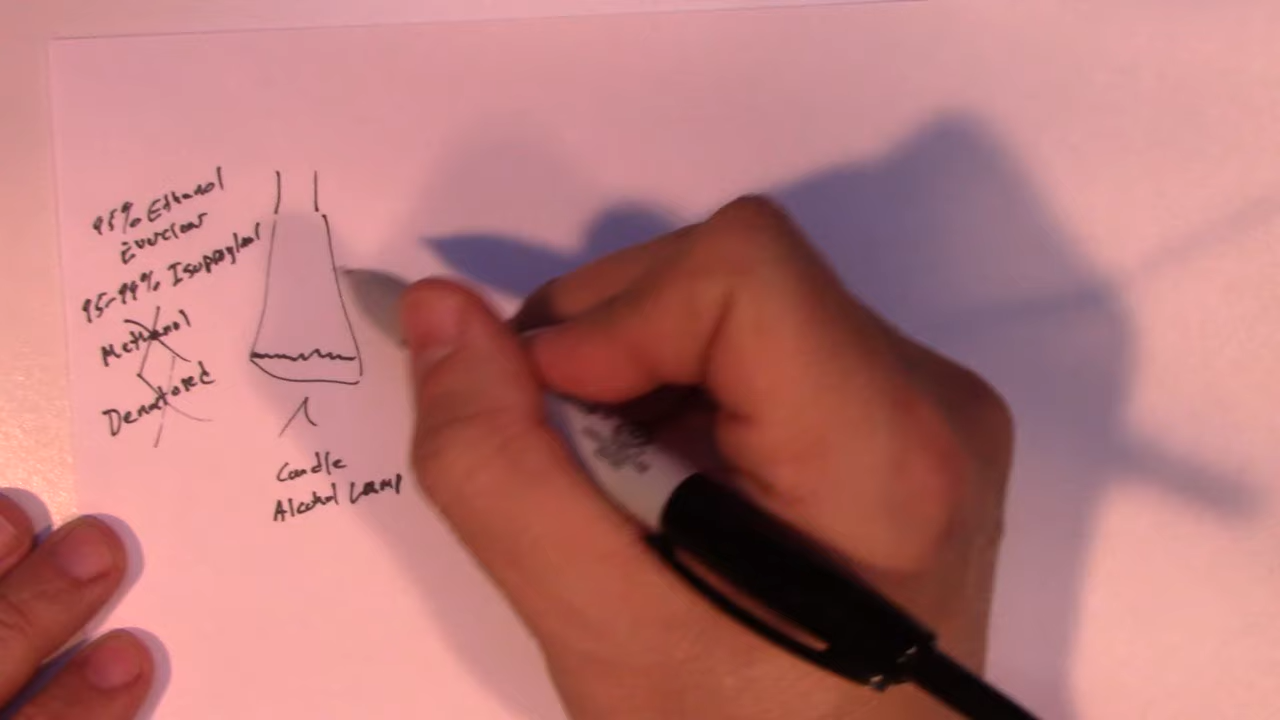 95% Ethanol
Everclear
95-99% Isopropyl
Methanol
Denatured
Candle
Alcohol Lamp